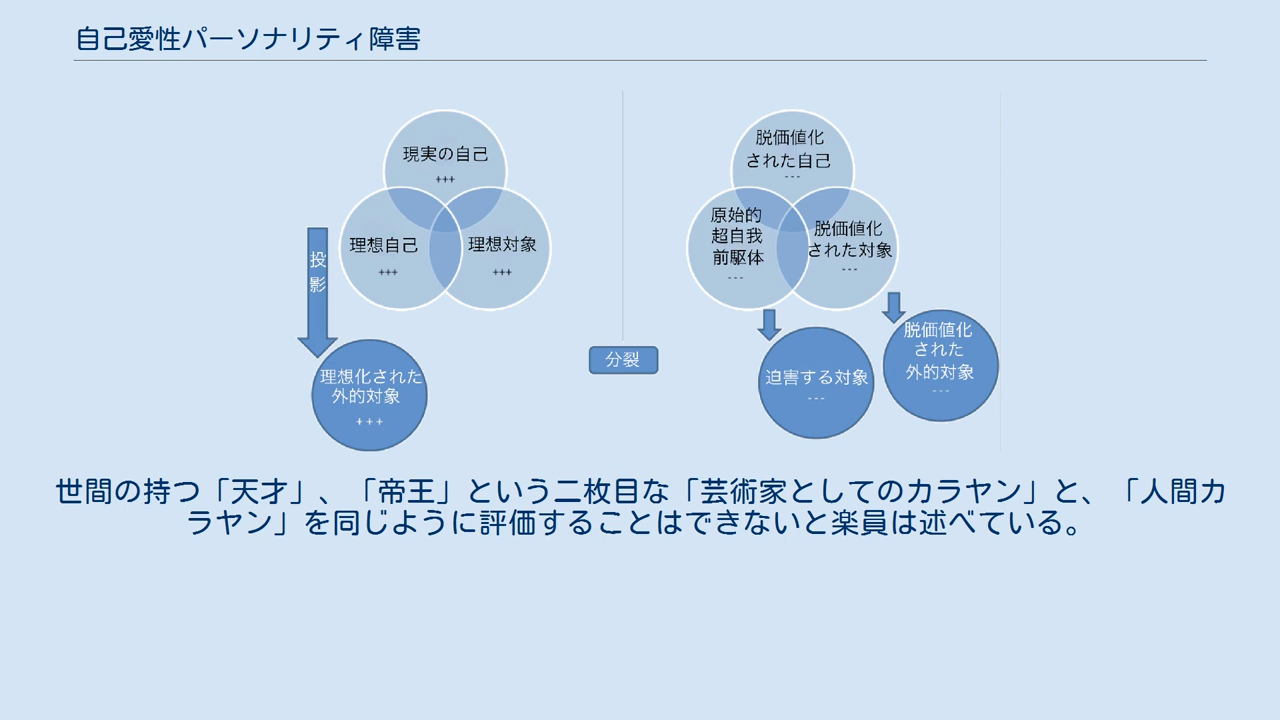 自己愛性パーソナリティ障害
現実の自己
+++
理想自己
+++
理想対象
+++
投
影
理想化された
外的対象
+++
分裂
脱価値化
された自己
---
原始的
超自我
前駆体
---
脱価値化
された対象
---
迫害する対象
---
脱価値化
された
外的対象
---
世間の持つ「天才」、「帝王」という二枚目な「芸術家としてのカラヤン」と、「人間カ
ラヤン」を同じように評価することはできないと楽員は述べている。